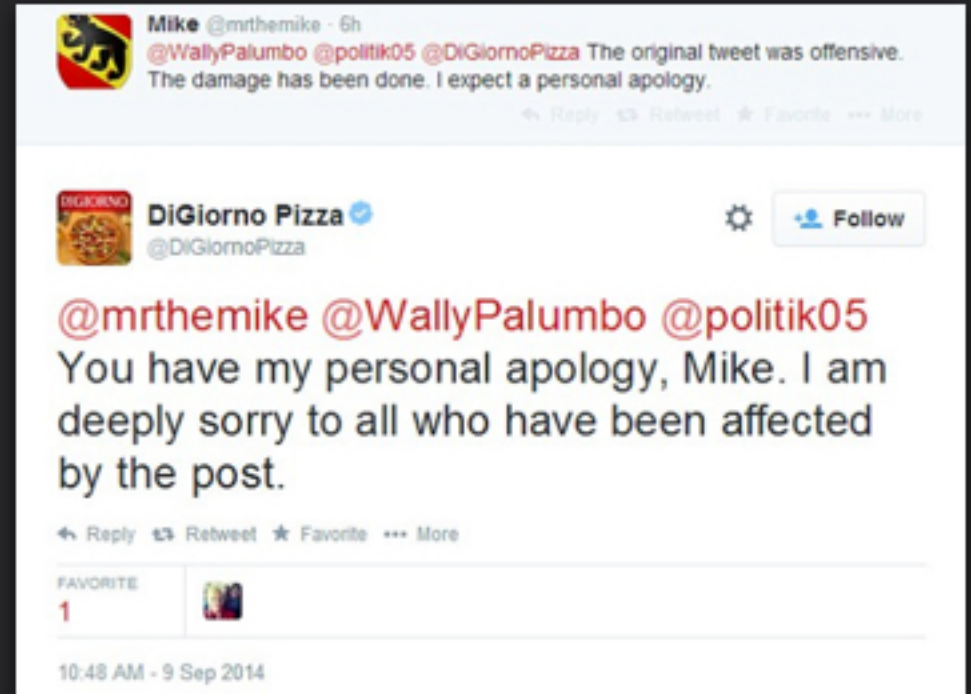 Mike @mrthemike · 6h
@WallyPalumbo @politik05 @DiGiornoPizza The original tweet was offensive.
The damage has been done. I expect a personal apology.
Reply Retweet Favorite More
DIGIORNO
DiGiorno Pizza
@DiGiornoPizza
Follow
@mrthemike @WallyPalumbo @politik05
You have my personal apology, Mike. I am
deeply sorry to all who have been affected
by the post.
Reply Retweet Favorite More
FAVORITE
1
10:48 AM - 9 Sep 2014